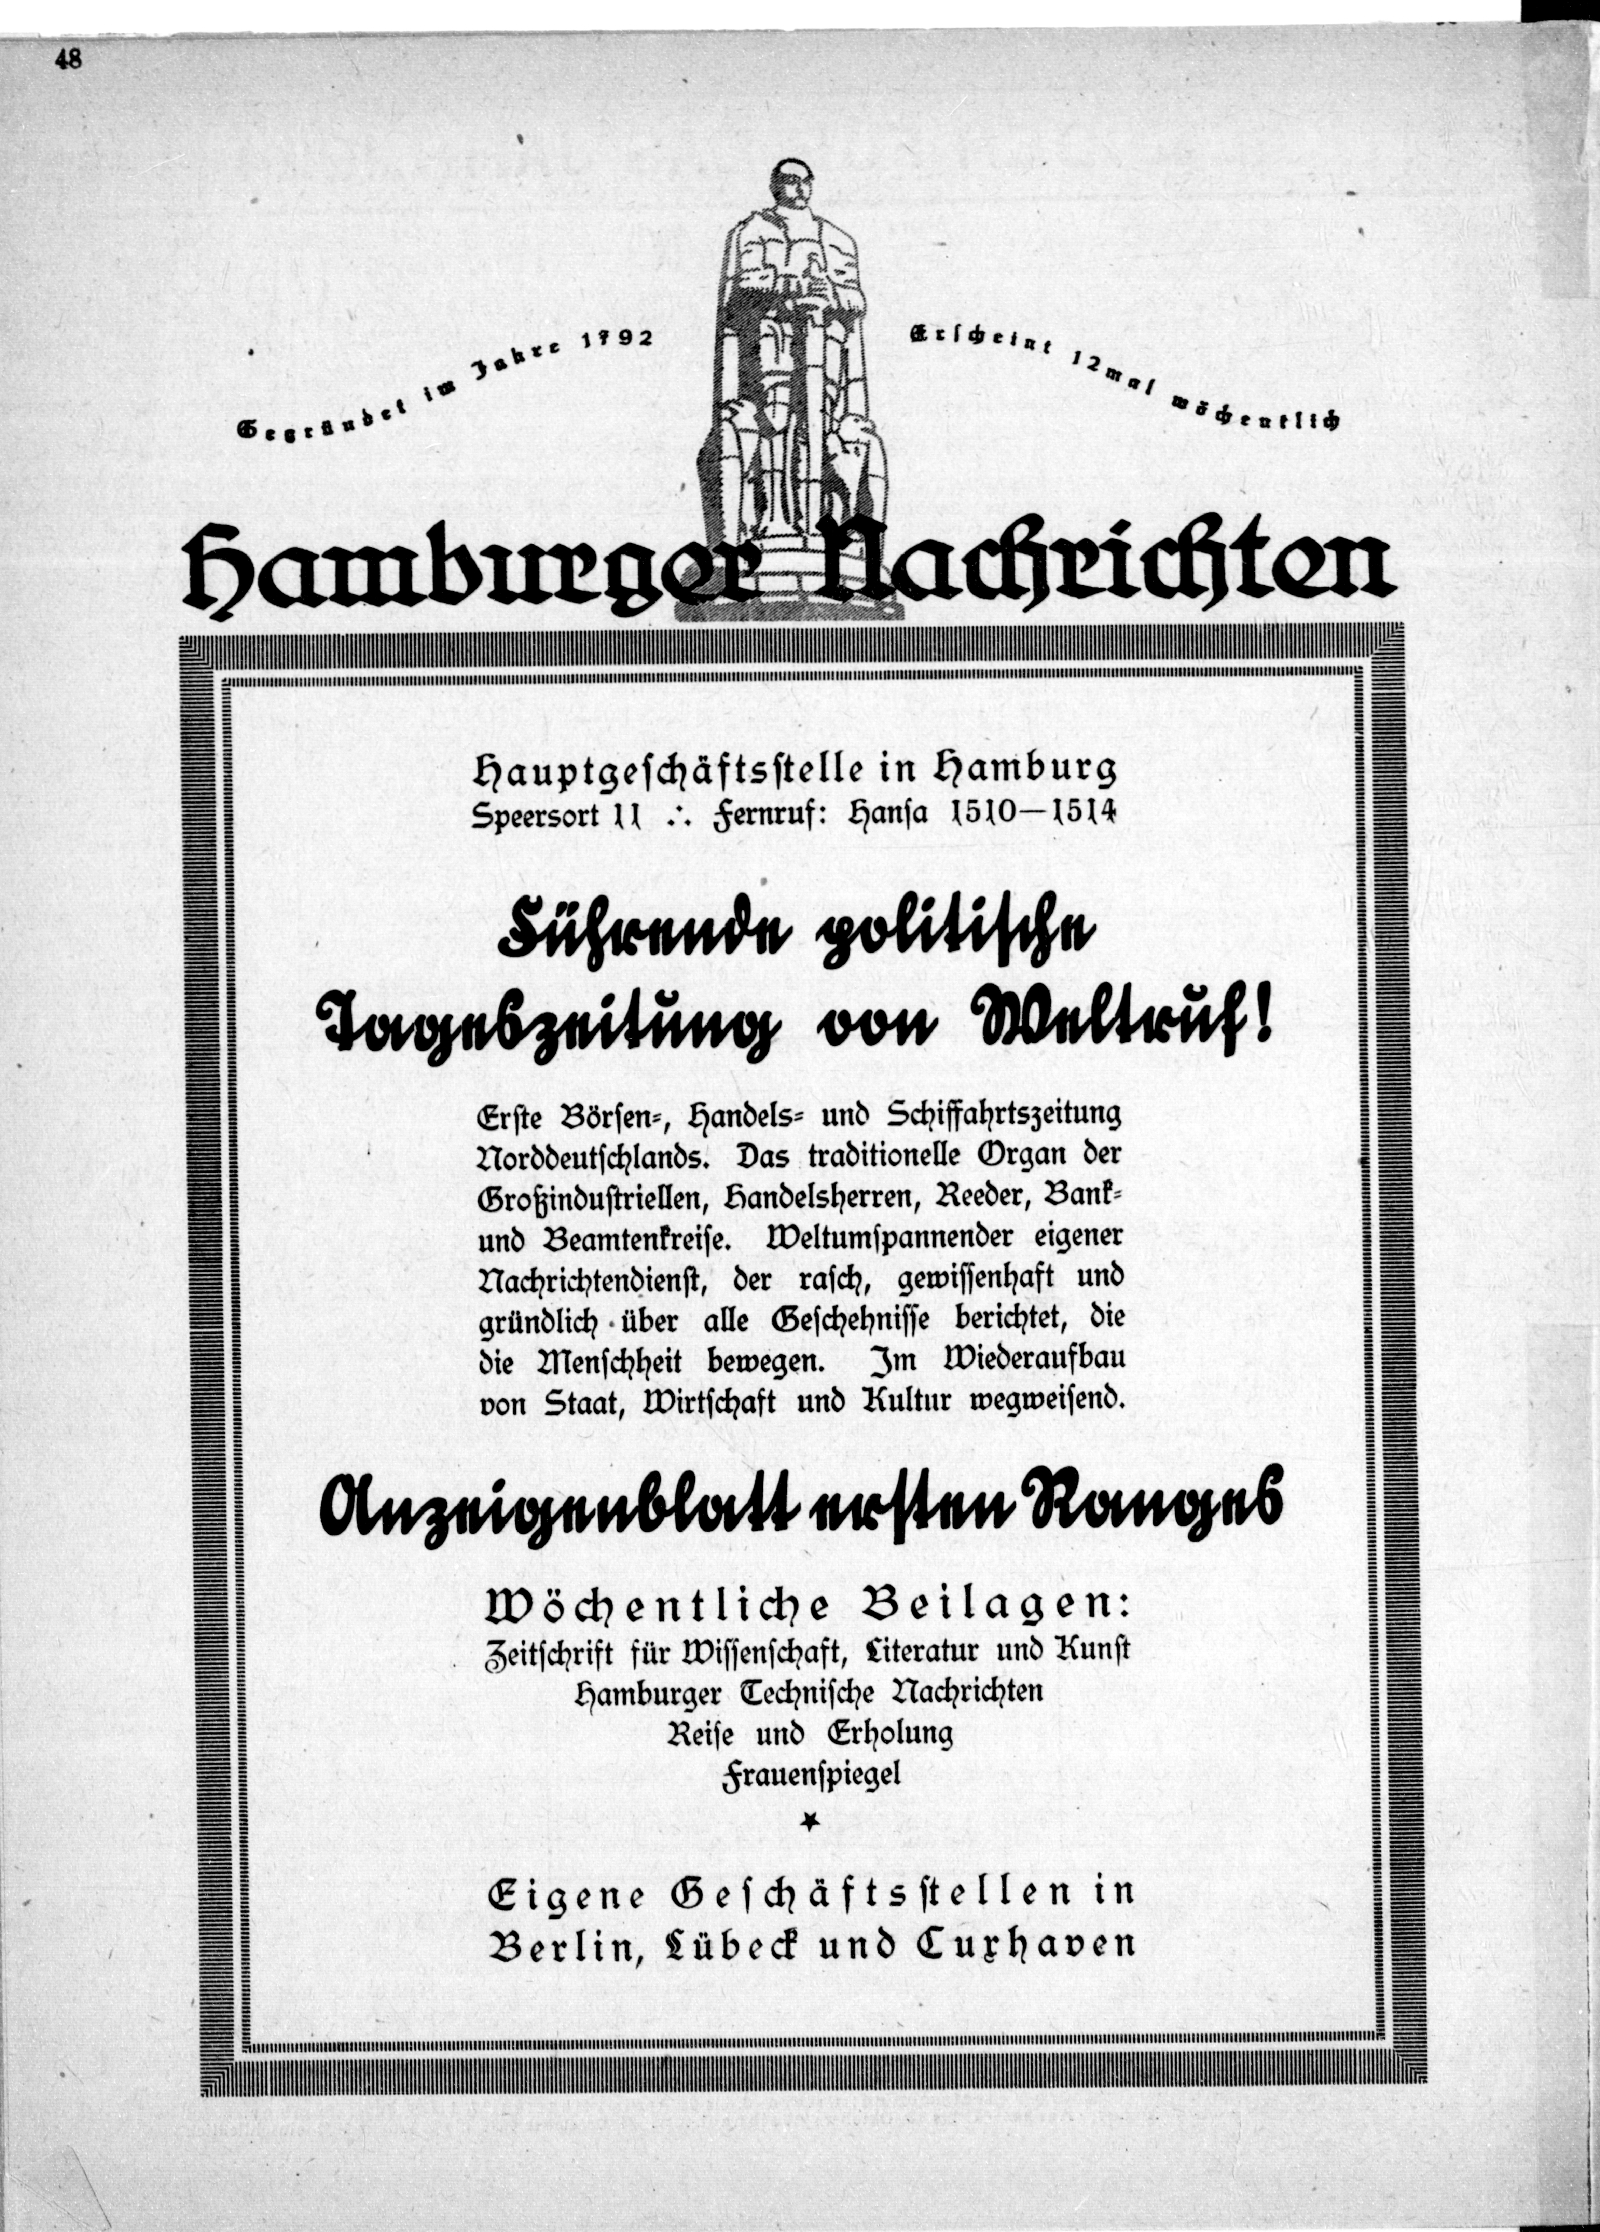 48
Gegründet im Jahre 1792
Erscheint 12mal wöchentlich
Hamburger Nachrichten
Hauptgeschäftsstelle in Hamburg
Speersort 11 ∴ Fernruf: Hansa 1510—1514
Führende politische
Tageszeitung von Weltruf!
Erste Börsen-, Handels- und Schiffahrtszeitung
Norddeutschlands. Das traditionelle Organ der
Großindustriellen, Handelsherren, Reeder, Bank-
und Beamtenkreise. Weltumspannender eigener
Nachrichtendienst, der rasch, gewissenhaft und
gründlich über alle Geschehnisse berichtet, die
die Menschheit bewegen. Im Wiederaufbau
von Staat, Wirtschaft und Kultur wegweisend.
Anzeigenblatt ersten Ranges
Wöchentliche Beilagen:
Zeitschrift für Wissenschaft, Literatur und Kunst
Hamburger Technische Nachrichten
Reise und Erholung
Frauenspiegel
Eigene Geschäftsstellen in
Berlin, Lübeck und Cuxhaven